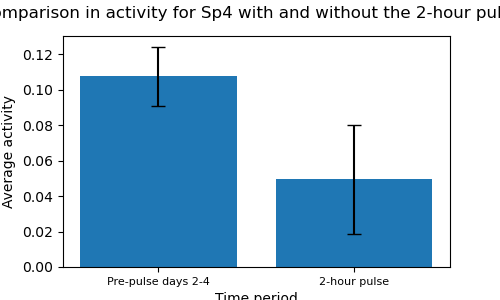 omparison in activity for Sp4 with and without the 2-hour pul
0.12
0.10
0.08
0.06
0.04
0.02
0.00
Average activity
Pre-pulse days 2-4 2-hour pulse
Time period